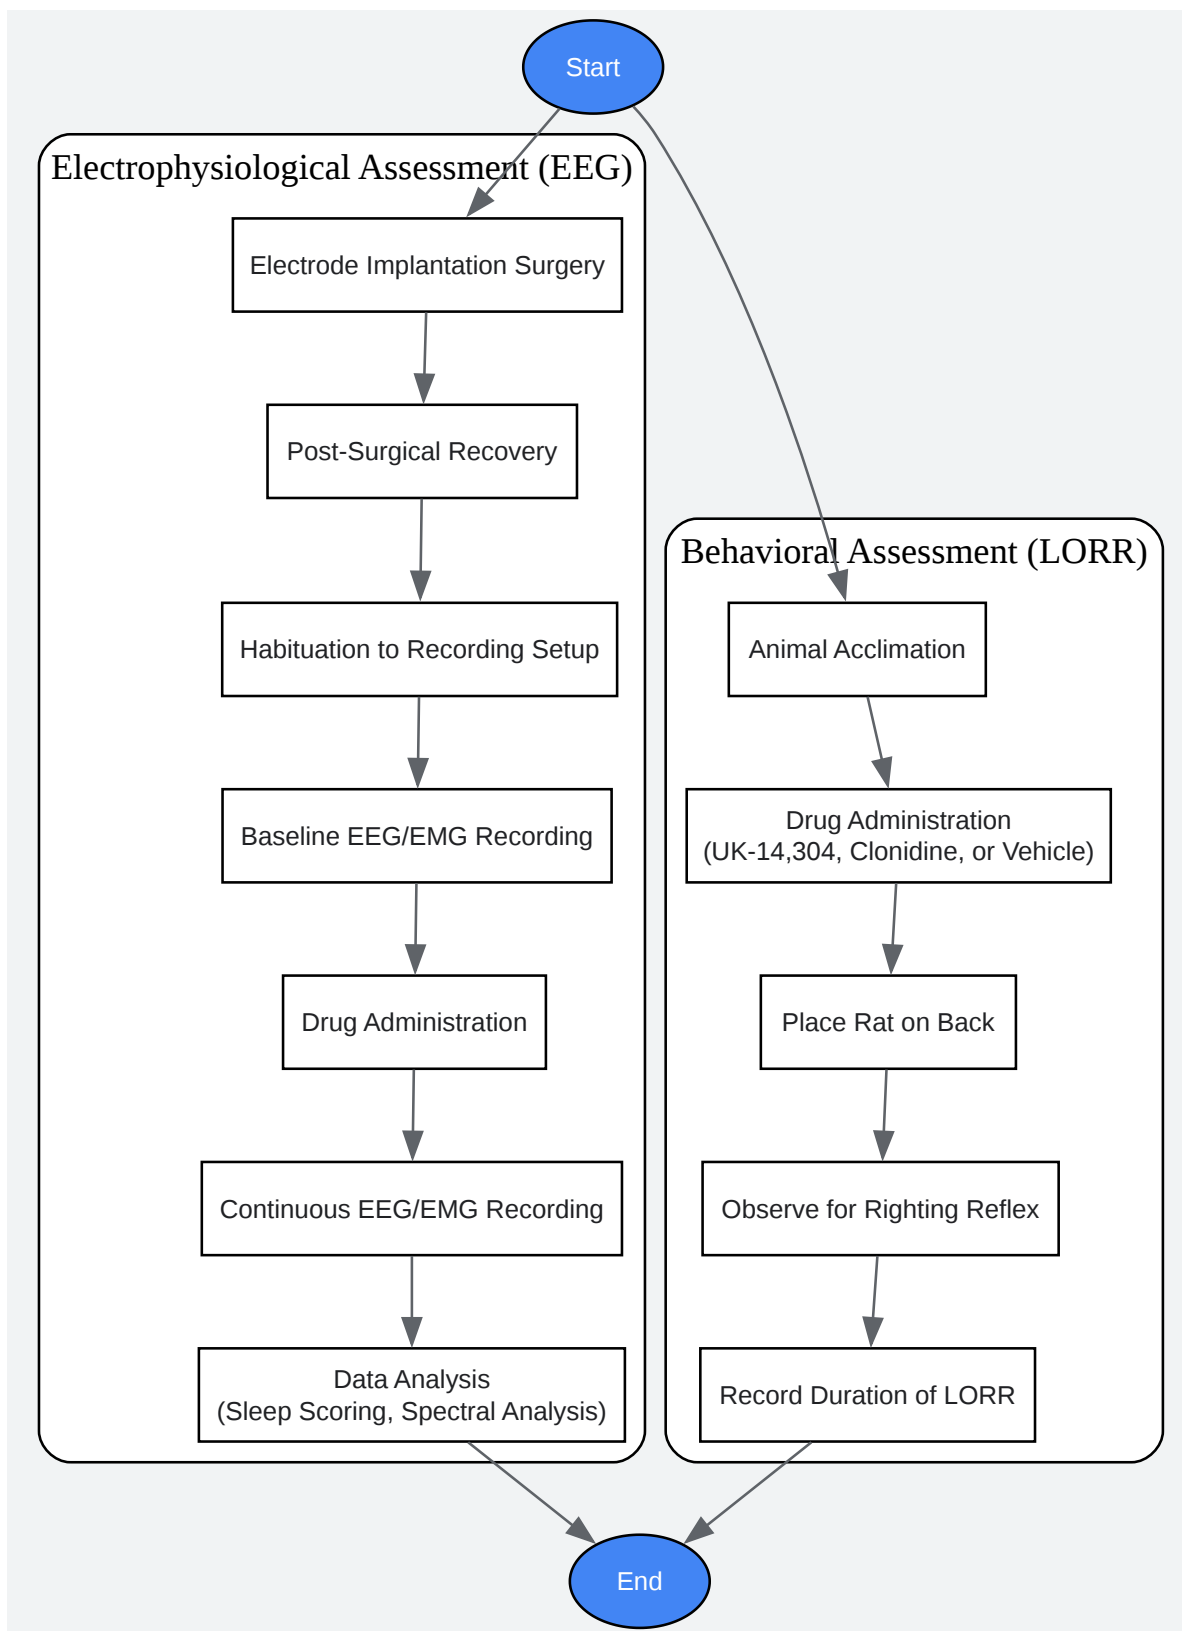 Start
Electrophysiological Assessment (EEG)
Electrode Implantation Surgery
Post-Surgical Recovery
Habituation to Recording Setup
Baseline EEG/EMG Recording
Drug Administration
Continuous EEG/EMG Recording
Data Analysis
(Sleep Scoring, Spectral Analysis)
Behavioral Assessment (LORR)
Animal Acclimation
Drug Administration
(UK-14,304, Clonidine, or Vehicle)
Place Rat on Back
Observe for Righting Reflex
Record Duration of LORR
End